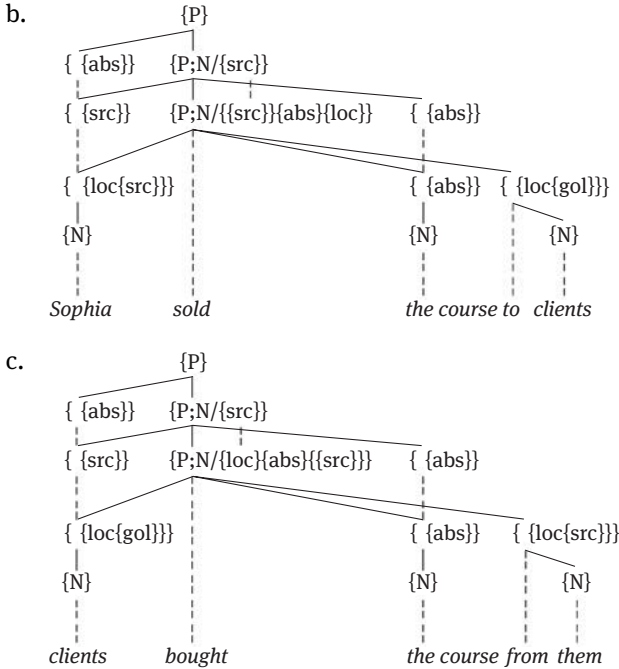 b.
{P}
{ {abs}} {P;N/{src}}
{ {src}} {P;N/{{src}}{abs}{loc}} { {abs}}
{ {loc{src}}} { {abs}} { {loc{gol}}}
{N} {N} {N}
Sophia sold the course to clients
c.
{P}
{ {abs}} {P;N/{src}}
{ {src}} {P;N/{loc}{abs}{{src}}} { {abs}}
{ {loc{gol}}} { {abs}} { {loc{src}}}
{N} {N} {N}
clients bought the course from them